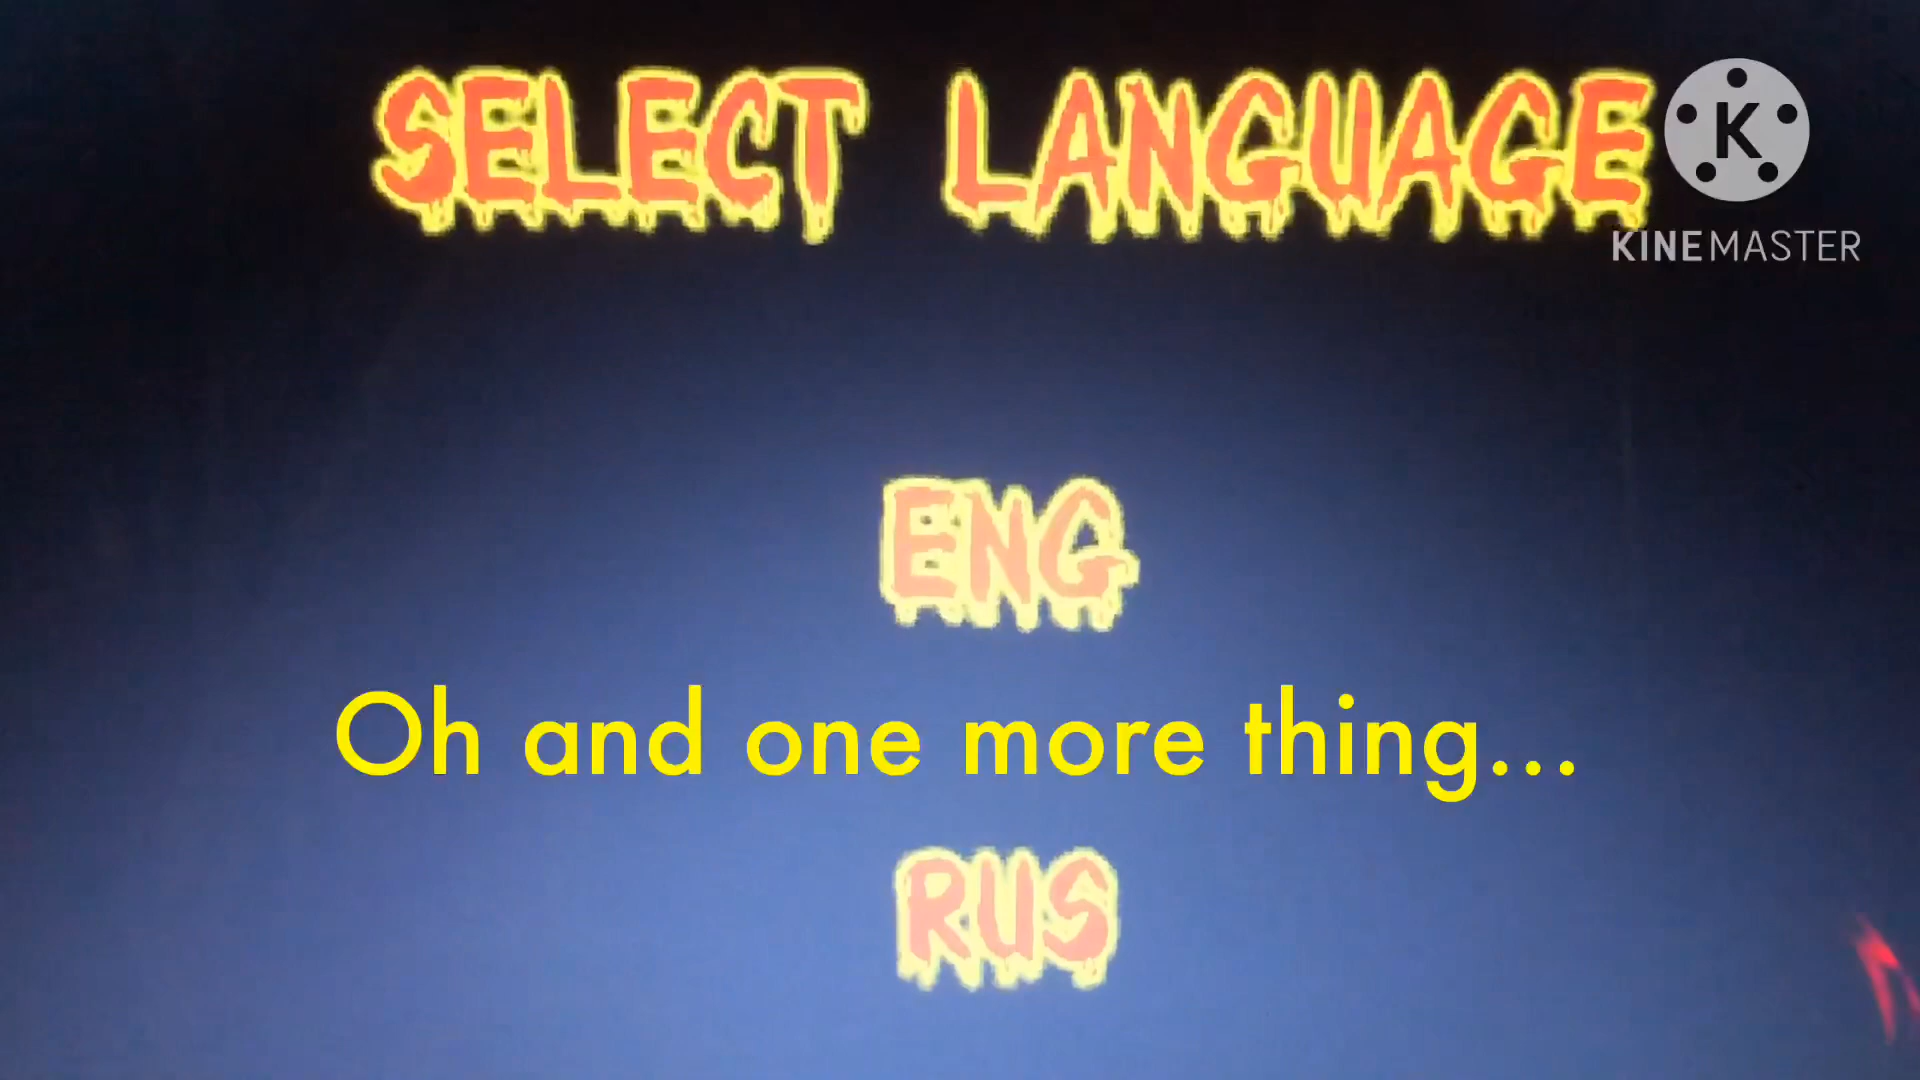 SELECT LANGUAGE
K
KINEMASTER
ENG
Oh and one more thing...
RUS